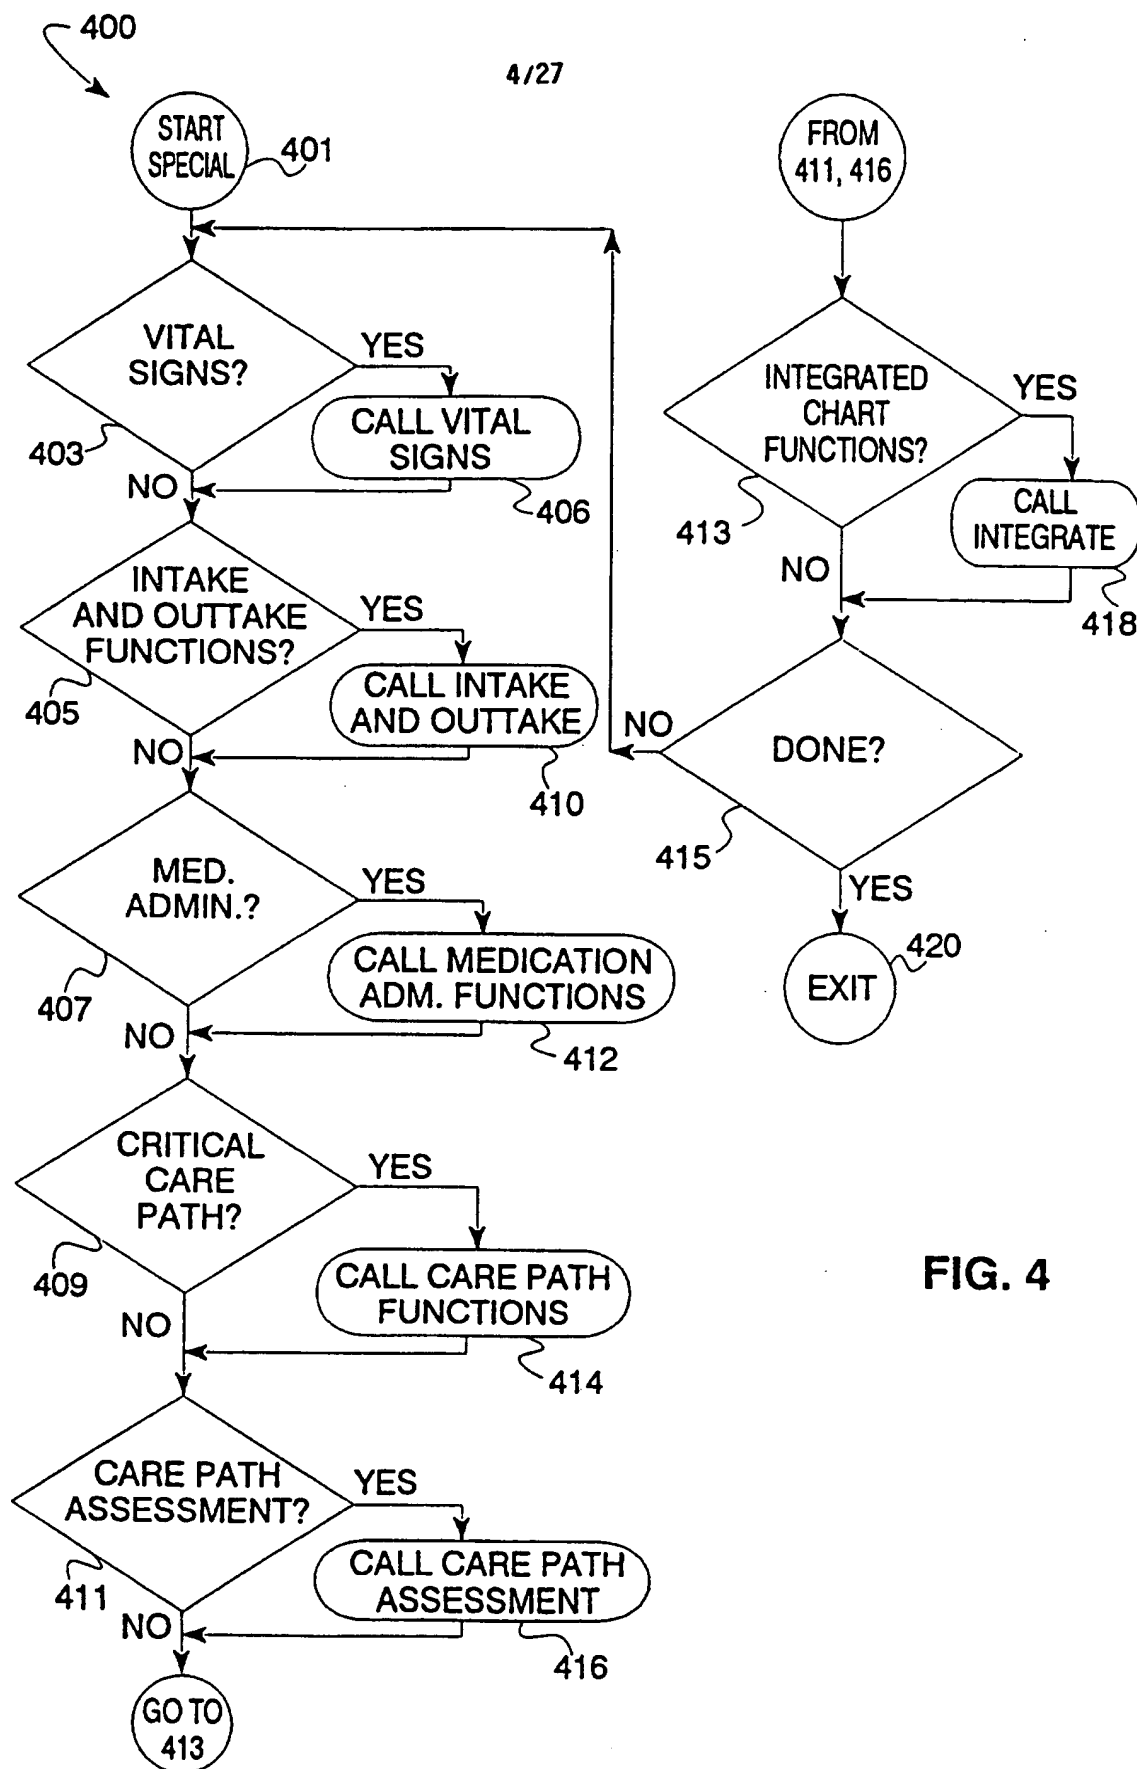 400
4/27
START
SPECIAL
401
VITAL
SIGNS?
YES
403
CALL VITAL
SIGNS
NO
406
INTAKE
AND OUTTAKE
FUNCTIONS?
YES
405
CALL INTAKE
AND OUTTAKE
NO
410
MED.
ADMIN.?
YES
407
CALL MEDICATION
ADM. FUNCTIONS
NO
412
CRITICAL
CARE
PATH?
YES
409
CALL CARE PATH
FUNCTIONS
NO
414
CARE PATH
ASSESSMENT?
YES
411
CALL CARE PATH
ASSESSMENT
NO
416
GO TO
413
FROM
411, 416
INTEGRATED
CHART
FUNCTIONS?
YES
413
CALL
INTEGRATE
NO
418
DONE?
NO
415
YES
420
EXIT
FIG. 4